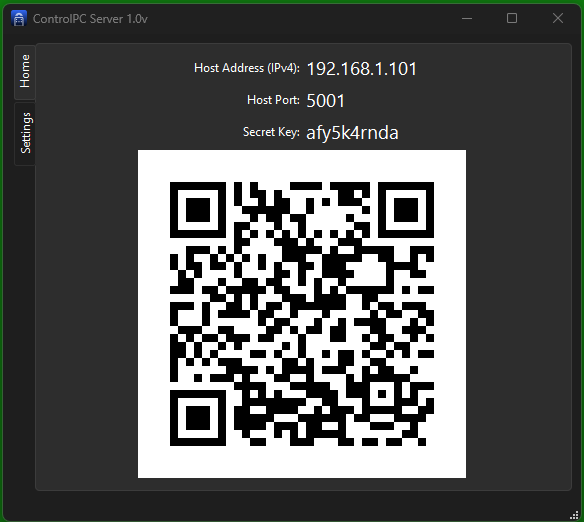 ControlPC Server 1.0v
Home
Settings
Host Address (IPv4): 192.168.1.101
Host Port: 5001
Secret Key: afy5k4rnda